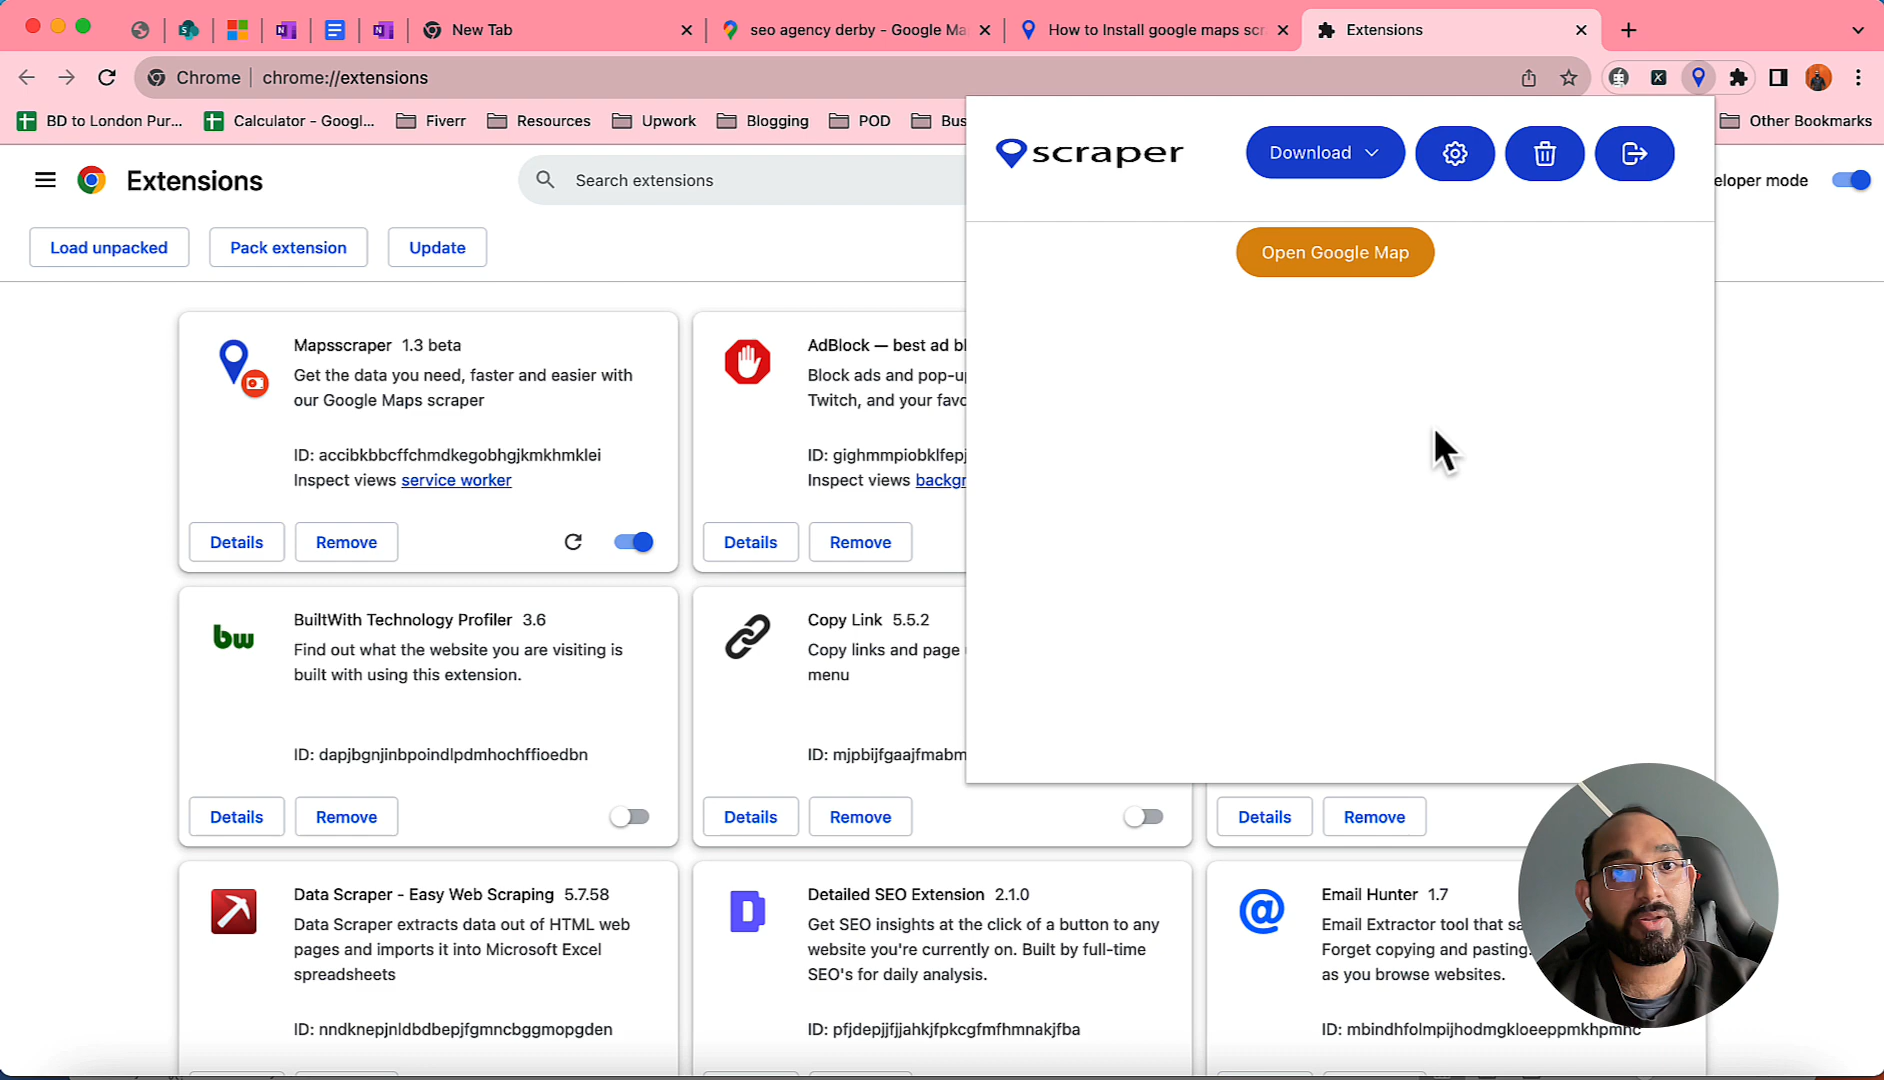 New Tab
seo agency derby - Google Ma
How to Install google maps scr
Extensions
Chrome
chrome://extensions
BD to London Pur...
Calculator - Googl...
Fiverr
Resources
Upwork
Blogging
POD
Bus
Other Bookmarks
Extensions
Search extensions
eloper mode
Load unpacked
Pack extension
Update
scraper
Download
Open Google Map
Mapsscraper 1.3 beta
Get the data you need, faster and easier with
our Google Maps scraper
ID: accibkbbcffchmdkegobhgjkmkhmklei
Inspect views service worker
Details
Remove
AdBlock — best ad bl
Block ads and pop-up
Twitch, and your favo
ID: gighmmpiobklfepj
Inspect views backgr
Details
Remove
bw
BuiltWith Technology Profiler 3.6
Find out what the website you are visiting is
built with using this extension.
ID: dapjbgnjinbpoindlpdmhochffioedbn
Details
Remove
Copy Link 5.5.2
Copy links and page
menu
ID: mjpbijfgaajfmabm
Details
Remove
Details
Remove
Data Scraper - Easy Web Scraping 5.7.58
Data Scraper extracts data out of HTML web
pages and imports it into Microsoft Excel
spreadsheets
ID: nndknepjnldbdbepjfgmncbggmopgden
Detailed SEO Extension 2.1.0
Get SEO insights at the click of a button to any
website you're currently on. Built by full-time
SEO's for daily analysis.
ID: pfjdepjjfjjahkjfpkcgfmfhmnakjfba
Email Hunter 1.7
Email Extractor tool that sa
Forget copying and pasting.
as you browse websites.
ID: mbindhfolmpijhodmgkloeeppmkhpmhc